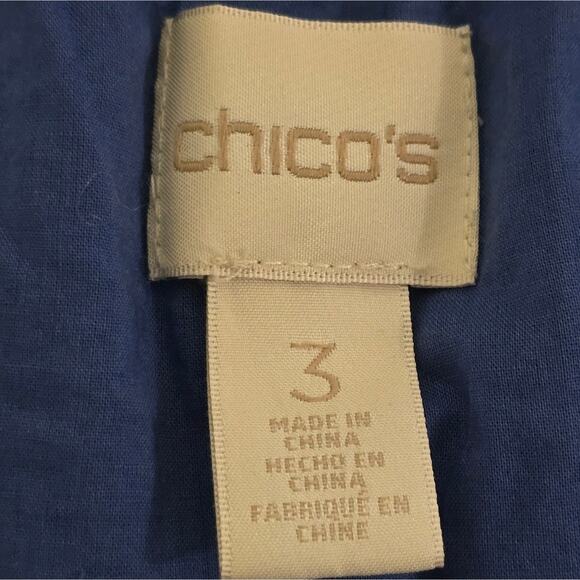 chico's
3
MADE IN
CHINA
HECHO EN
CHINA
FABRIQUÉ EN
CHINE